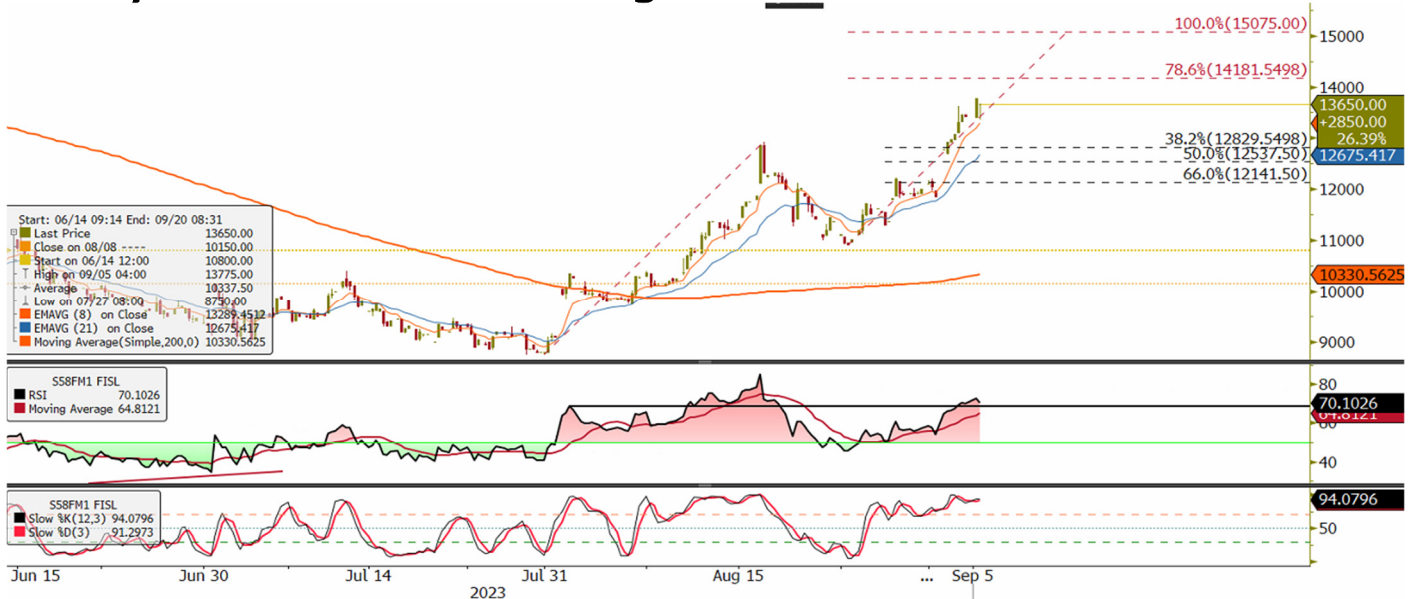 100.0%(15075.00)
15000
78.6%(14181.5498)
14000
13650.00
+2850.00
26.39%
38.2%(12829.5498)
50.0%(12537.50)
12675.417
66.0%(12141.50)
12000
11000
10330.5625
10000
9000
Start: 06/14 09:14 End: 09/20 08:31
Last Price 13650.00
Close on 08/08 ---- 10150.00
Start on 06/14 12:00 10800.00
High on 09/05 04:00 13775.00
Average 10337.50
Low on 07/27 08:00 8750.00
EMAVG (8) on Close 13289.4512
EMAVG (21) on Close 12675.417
Moving Average(Simple,200,0) 10330.5625
S58FM1 FISL
RSI 70.1026
Moving Average 64.8121
80
70.1026
64.8121
60
40
S58FM1 FISL
Slow %K(12,3) 94.0796
Slow %D(3) 91.2973
94.0796
50
0
Jun 15 Jun 30 Jul 14 Jul 31 Aug 15 ... Sep 5
2023